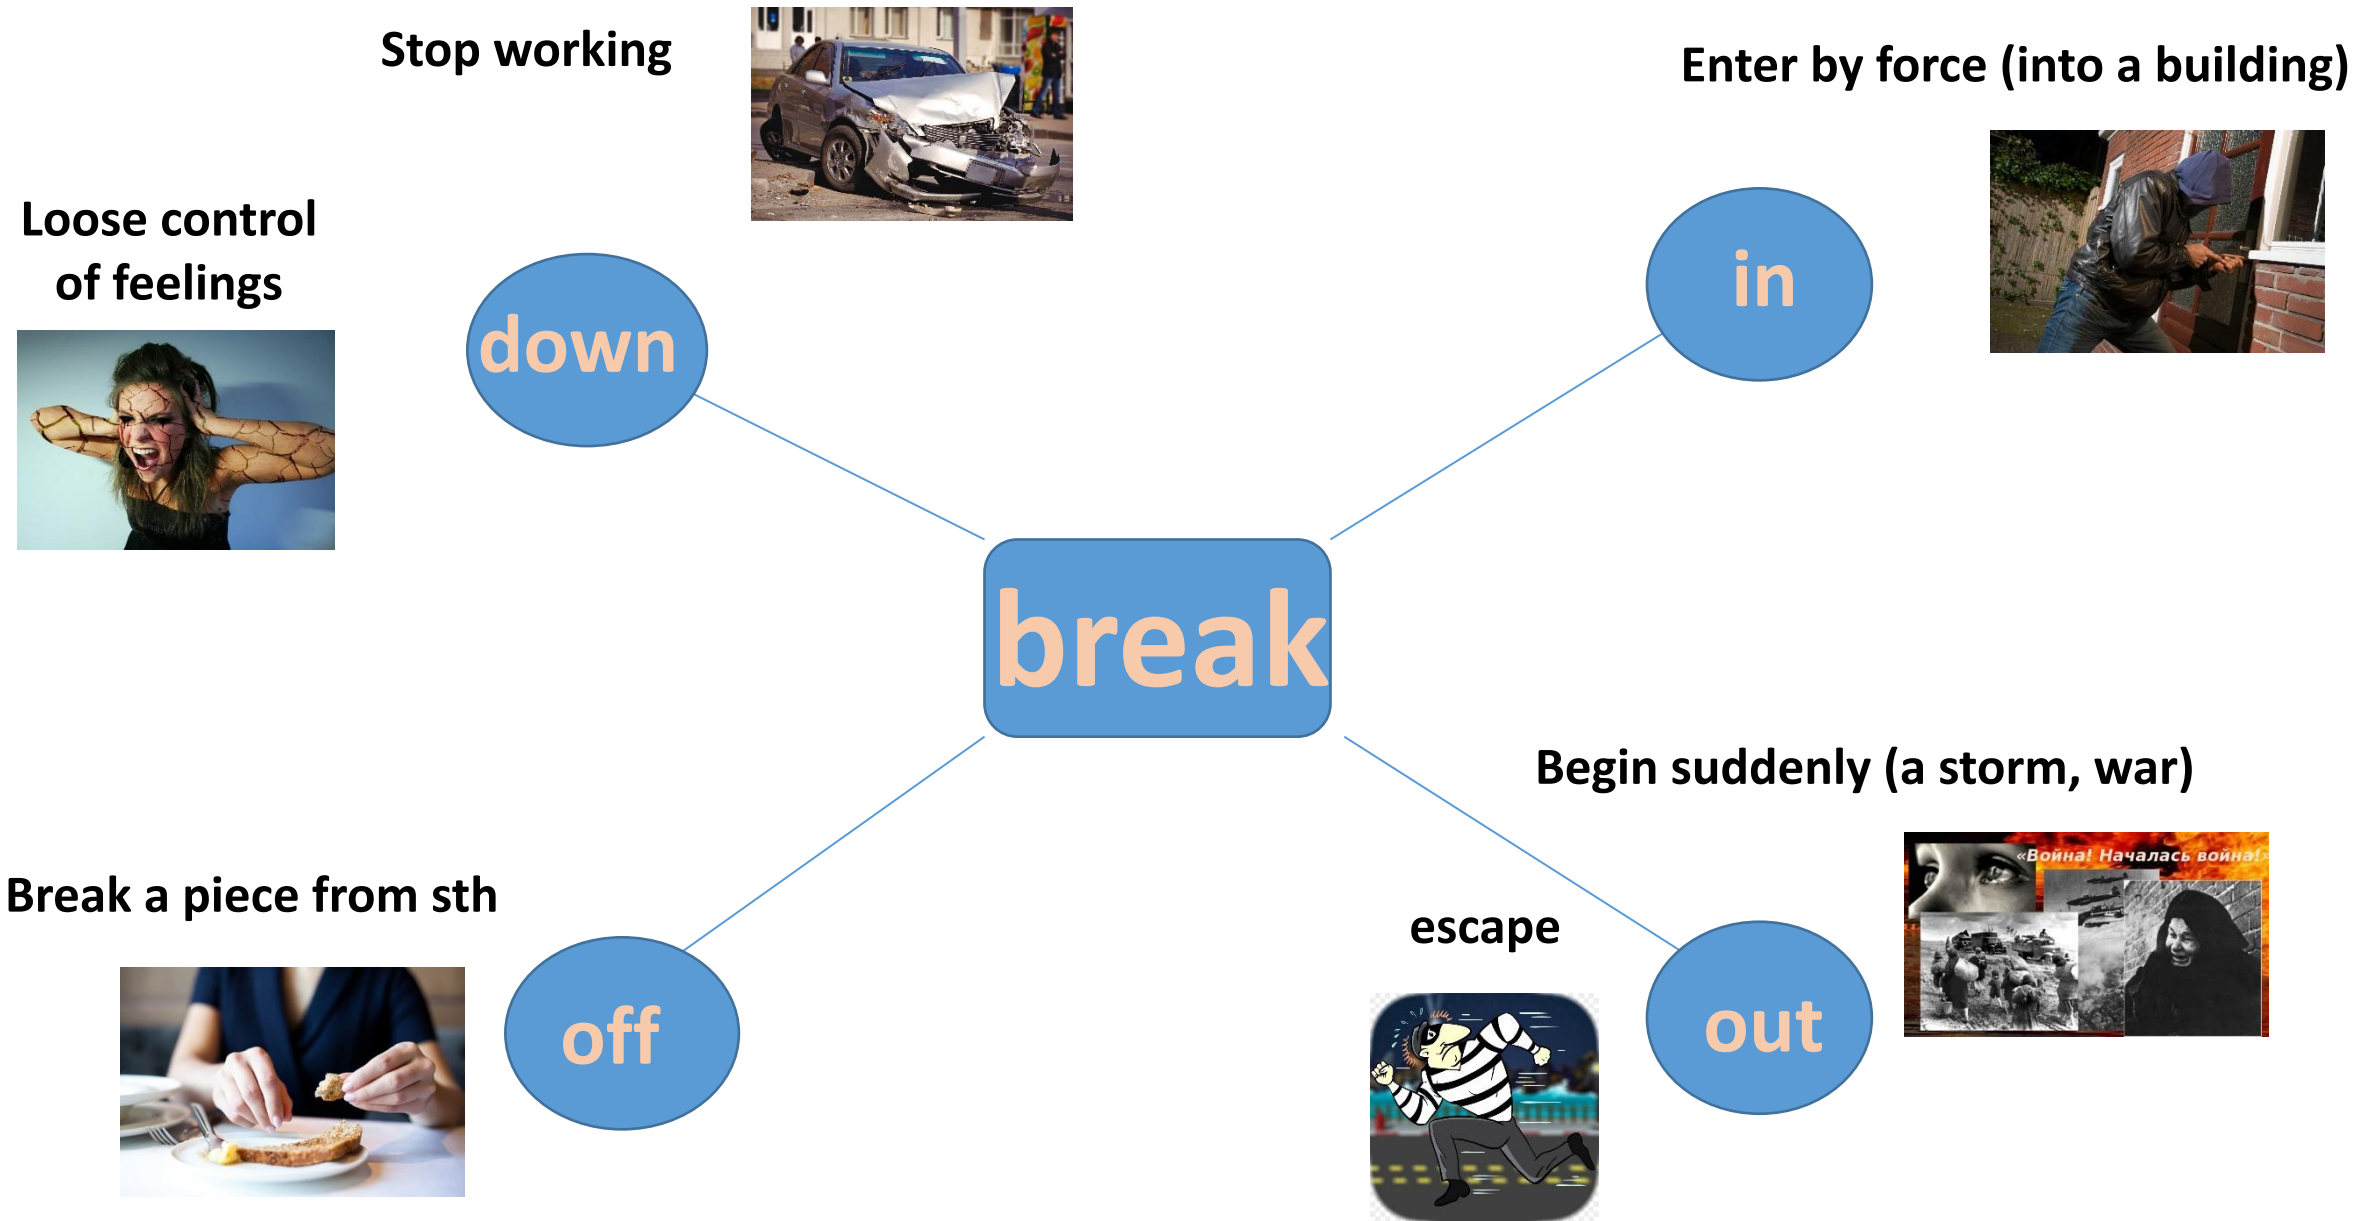 Stop working
Enter by force (into a building)
Loose control
of feelings
down
in
break
Begin suddenly (a storm, war)
«Война! Началась война!»
Break a piece from sth
escape
off
out